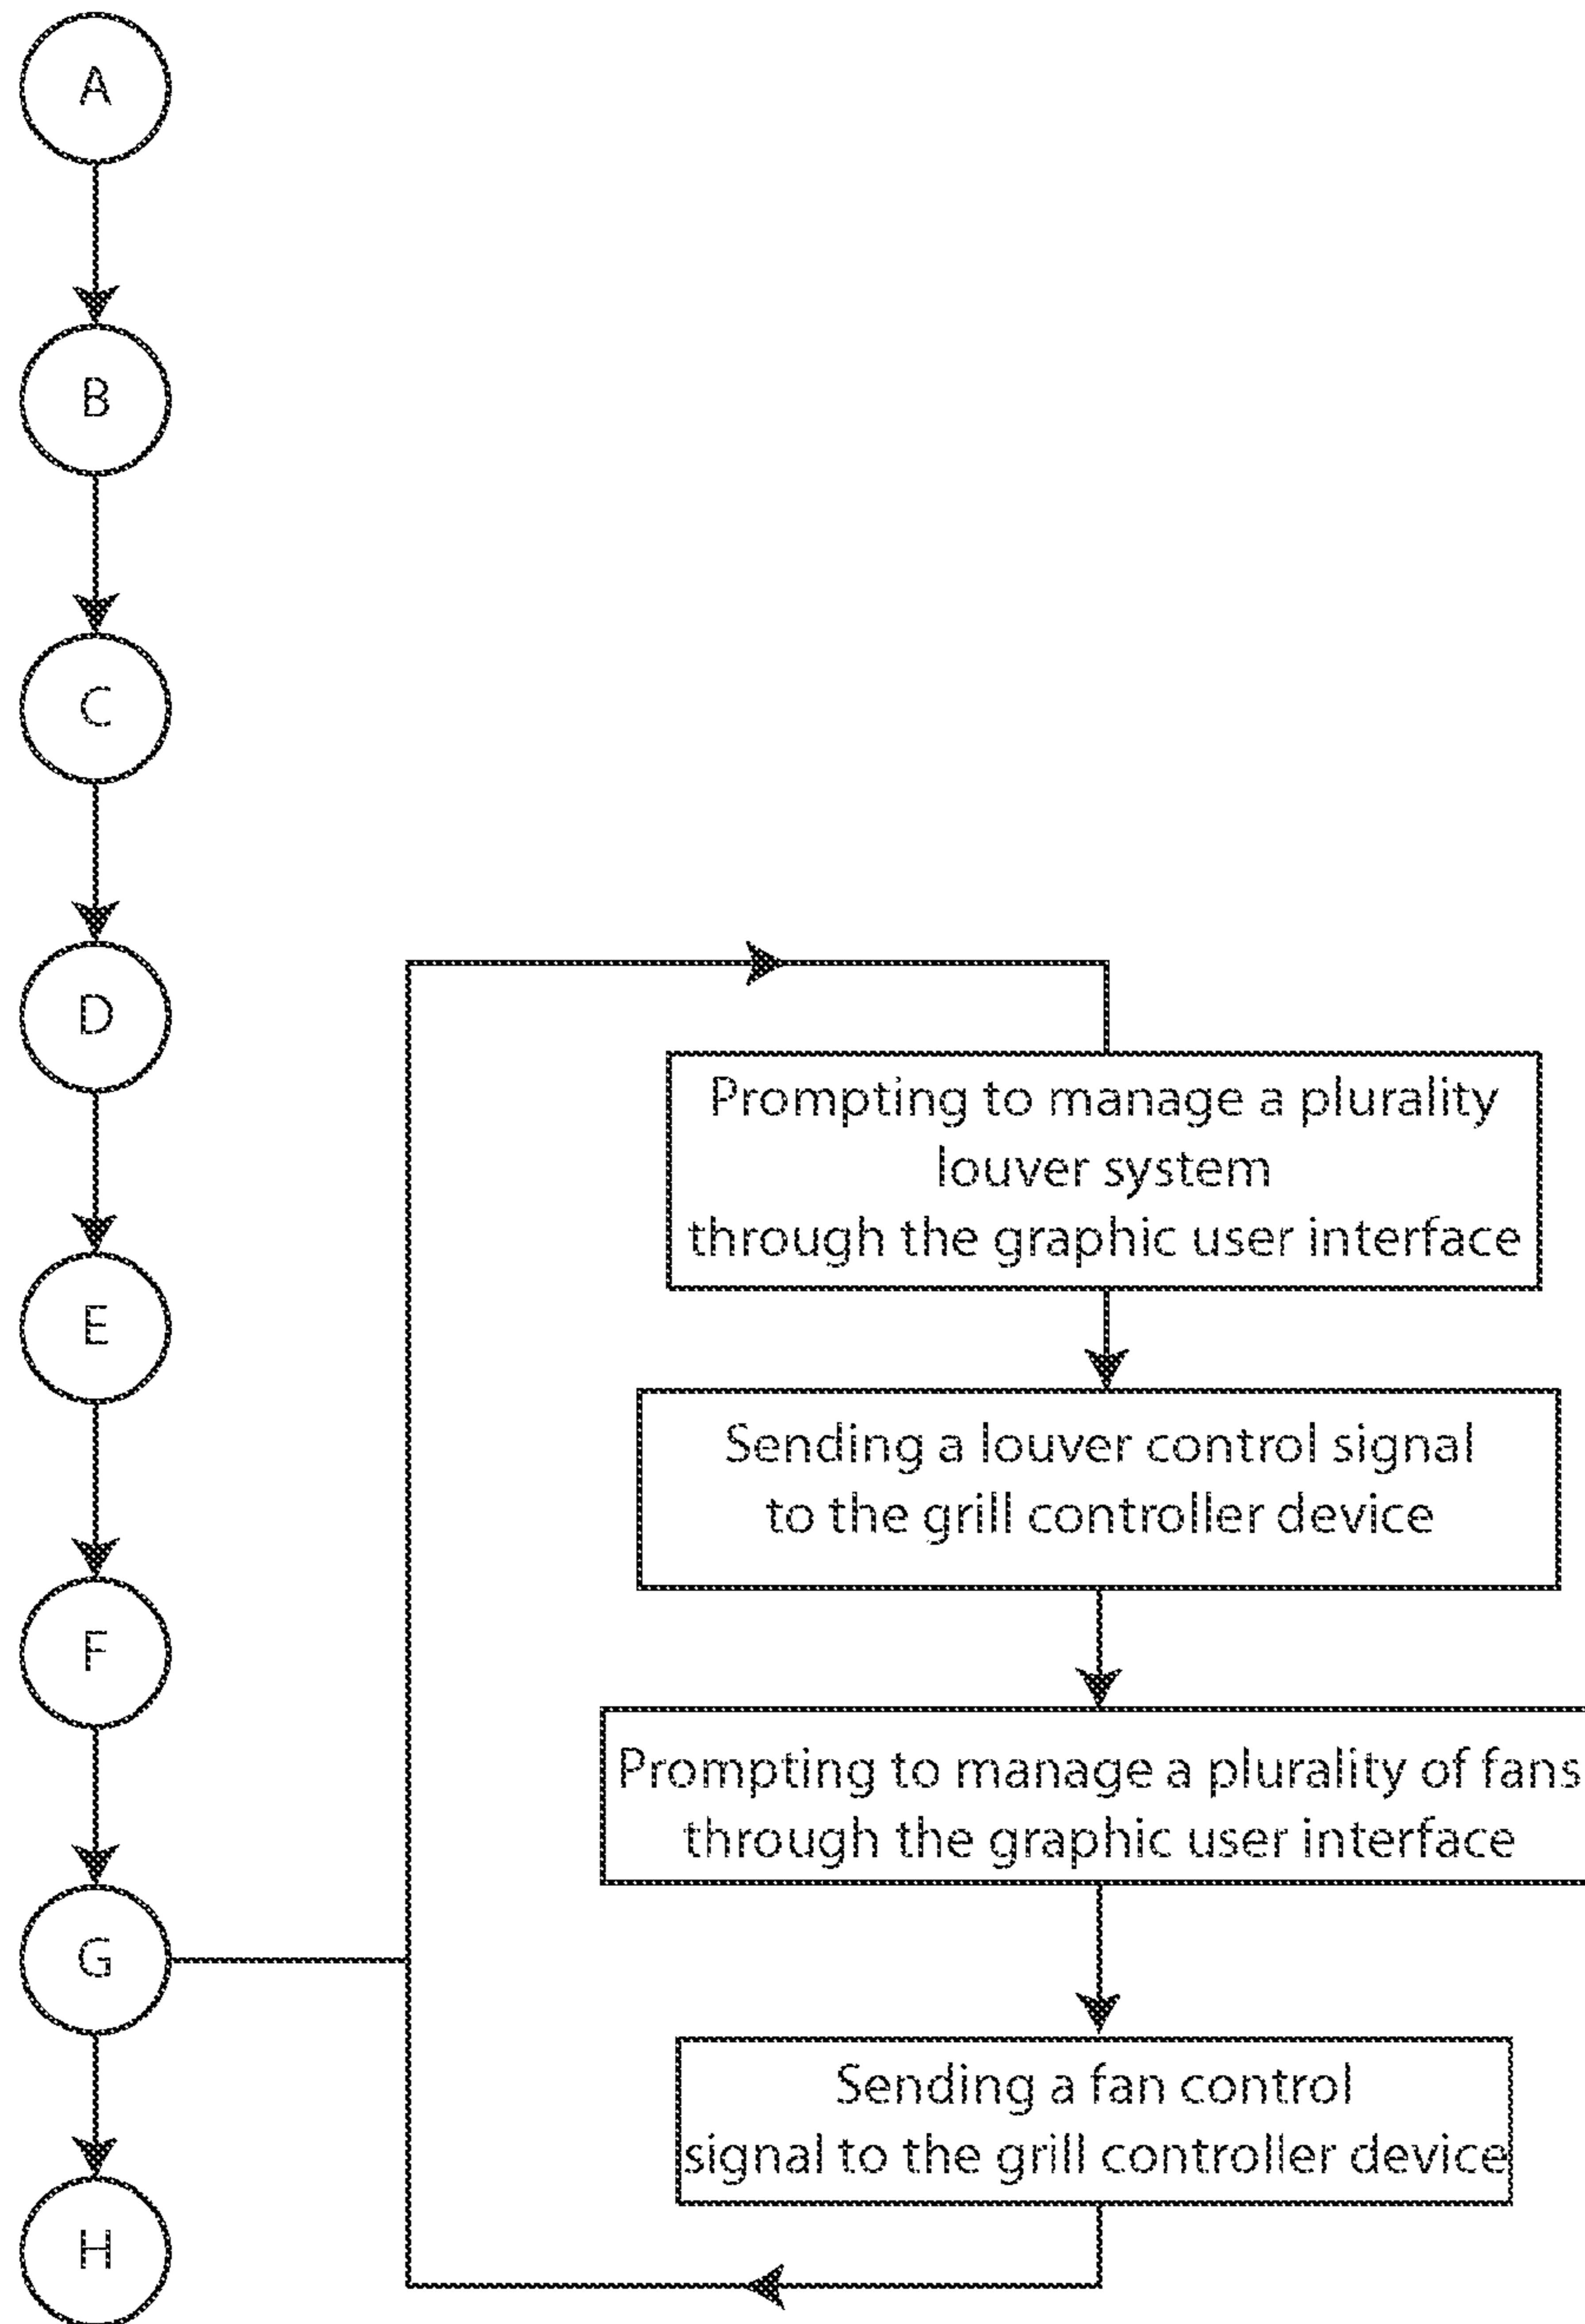 A
B
C
D
E
F
G
H
Prompting to manage a plurality
louver system
through the graphic user interface
Sending a louver control signal
to the grill controller device
Prompting to manage a plurality of fans
through the graphic user interface
Sending a fan control
signal to the grill controller device